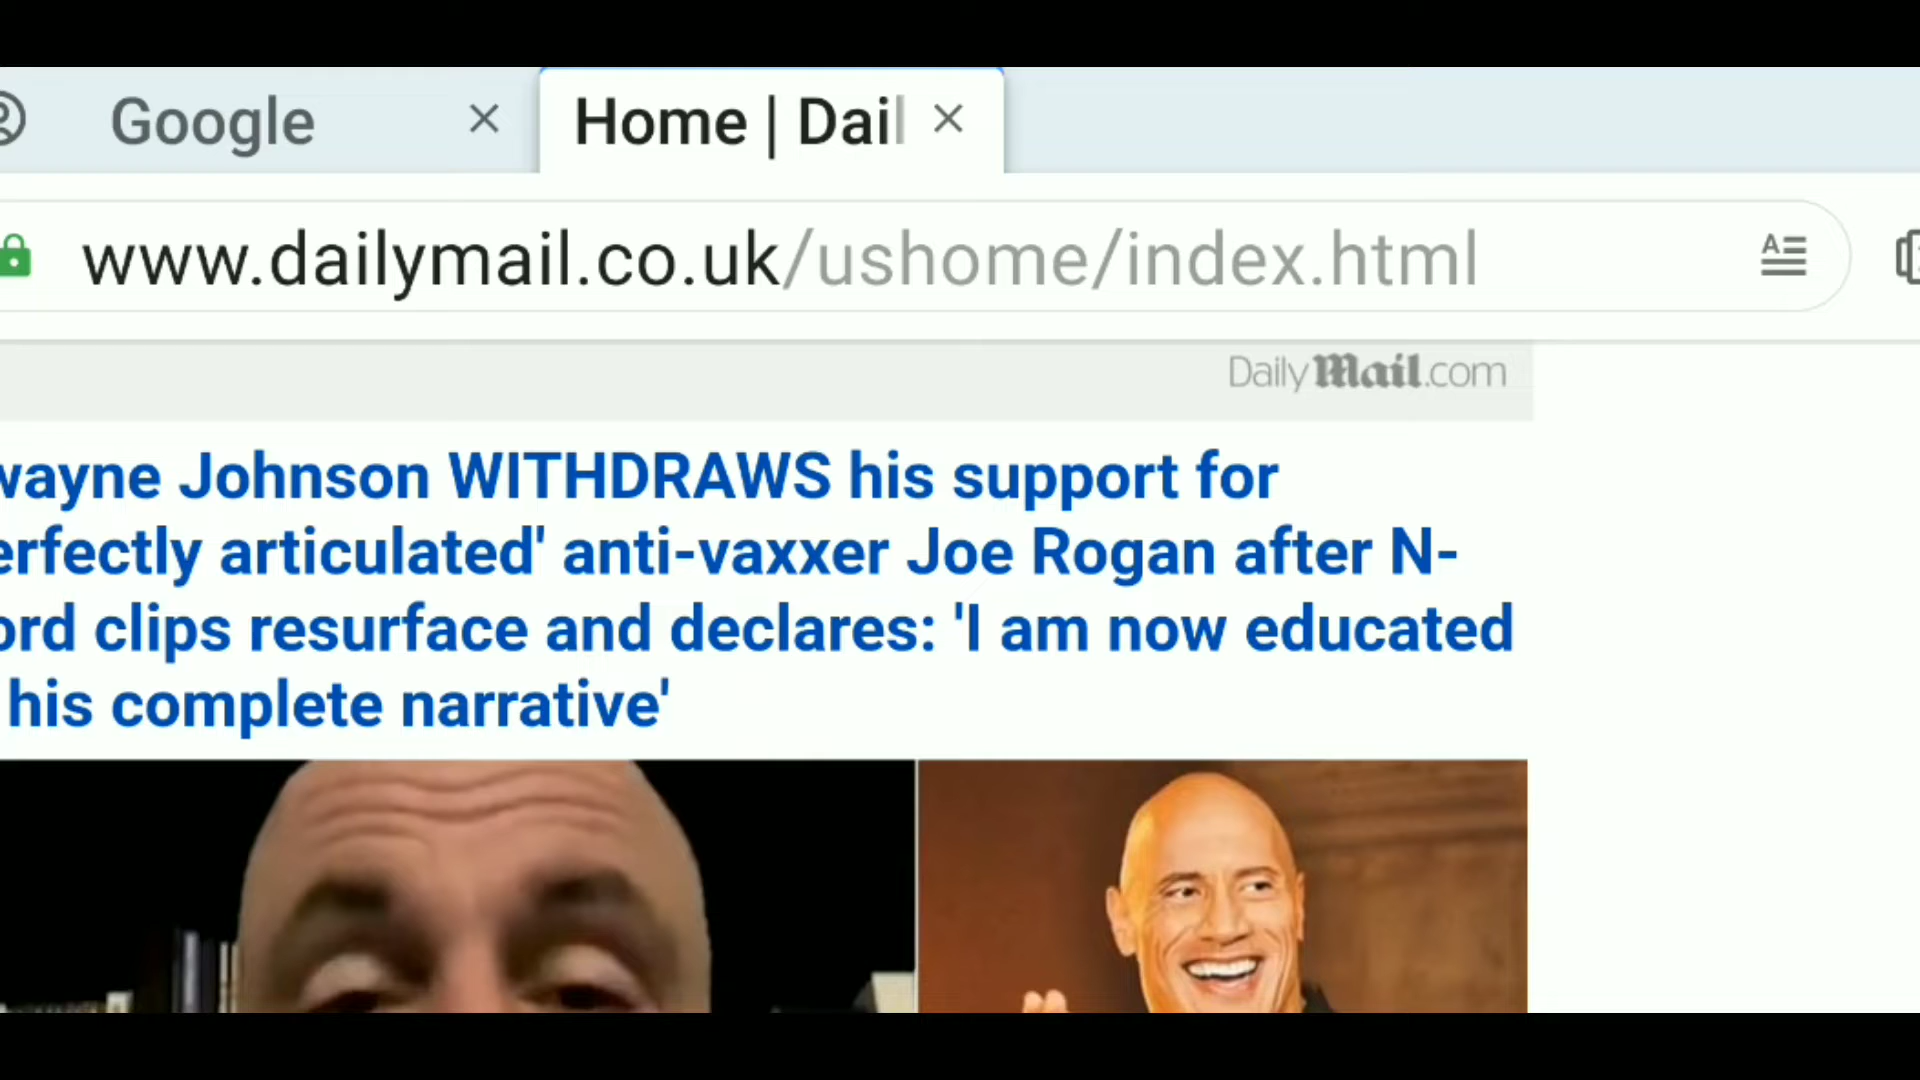 Google
Home | Dail
www.dailymail.co.uk/ushome/index.html
DailyMail.com
wayne Johnson WITHDRAWS his support for
erfectly articulated' anti-vaxxer Joe Rogan after N-
ord clips resurface and declares: 'I am now educated
his complete narrative'